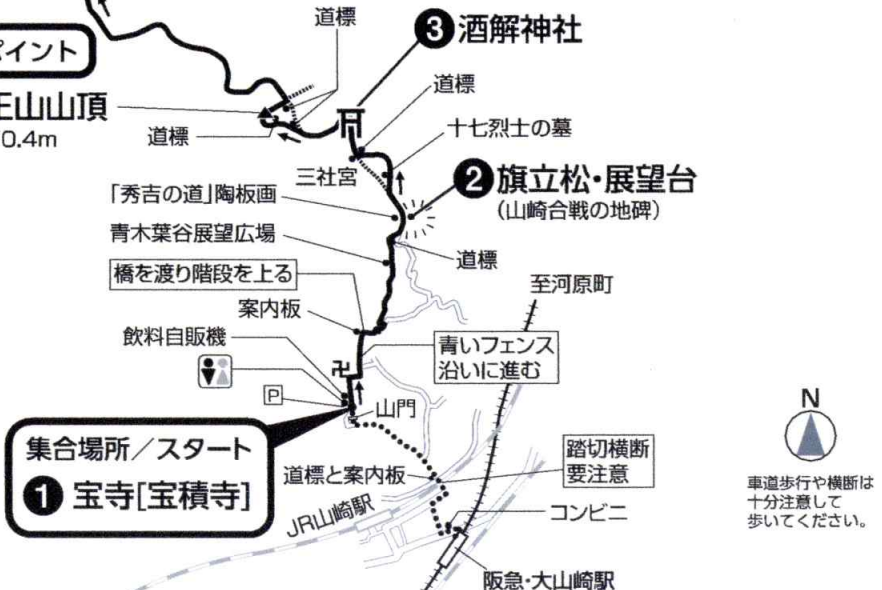 道標
❸酒解神社
ポイント
道標
王山山頂
0.4m
道標
十七烈士の墓
三社宮
❷旗立松・展望台
(山崎合戦の地碑)
「秀吉の道」陶板画
青木葉谷展望広場
道標
橋を渡り階段を上る
至河原町
案内板
飲料自販機
青いフェンス
沿いに進む
卍
P
山門
N
集合場所/スタート
❶宝寺[宝積寺]
踏切横断
要注意
道標と案内板
車道歩行や横断は
十分注意して
歩いてください。
JR山崎駅
コンビニ
阪急・大山崎駅